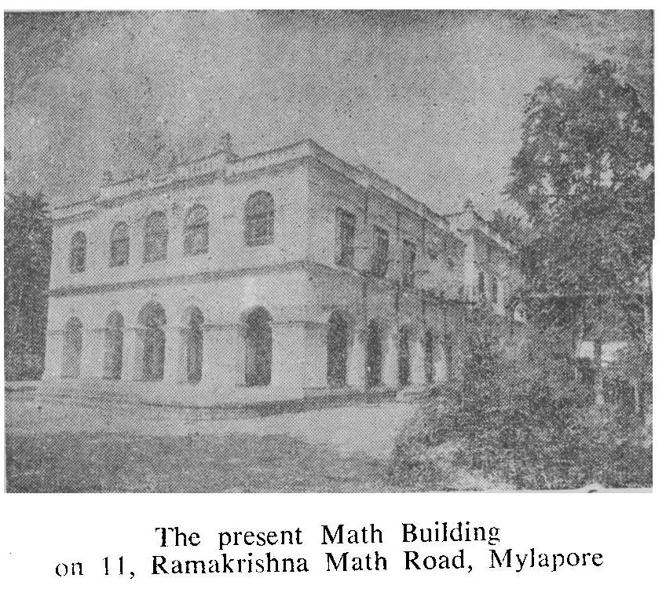 The present Math Building
on 11, Ramakrishna Math Road, Mylapore